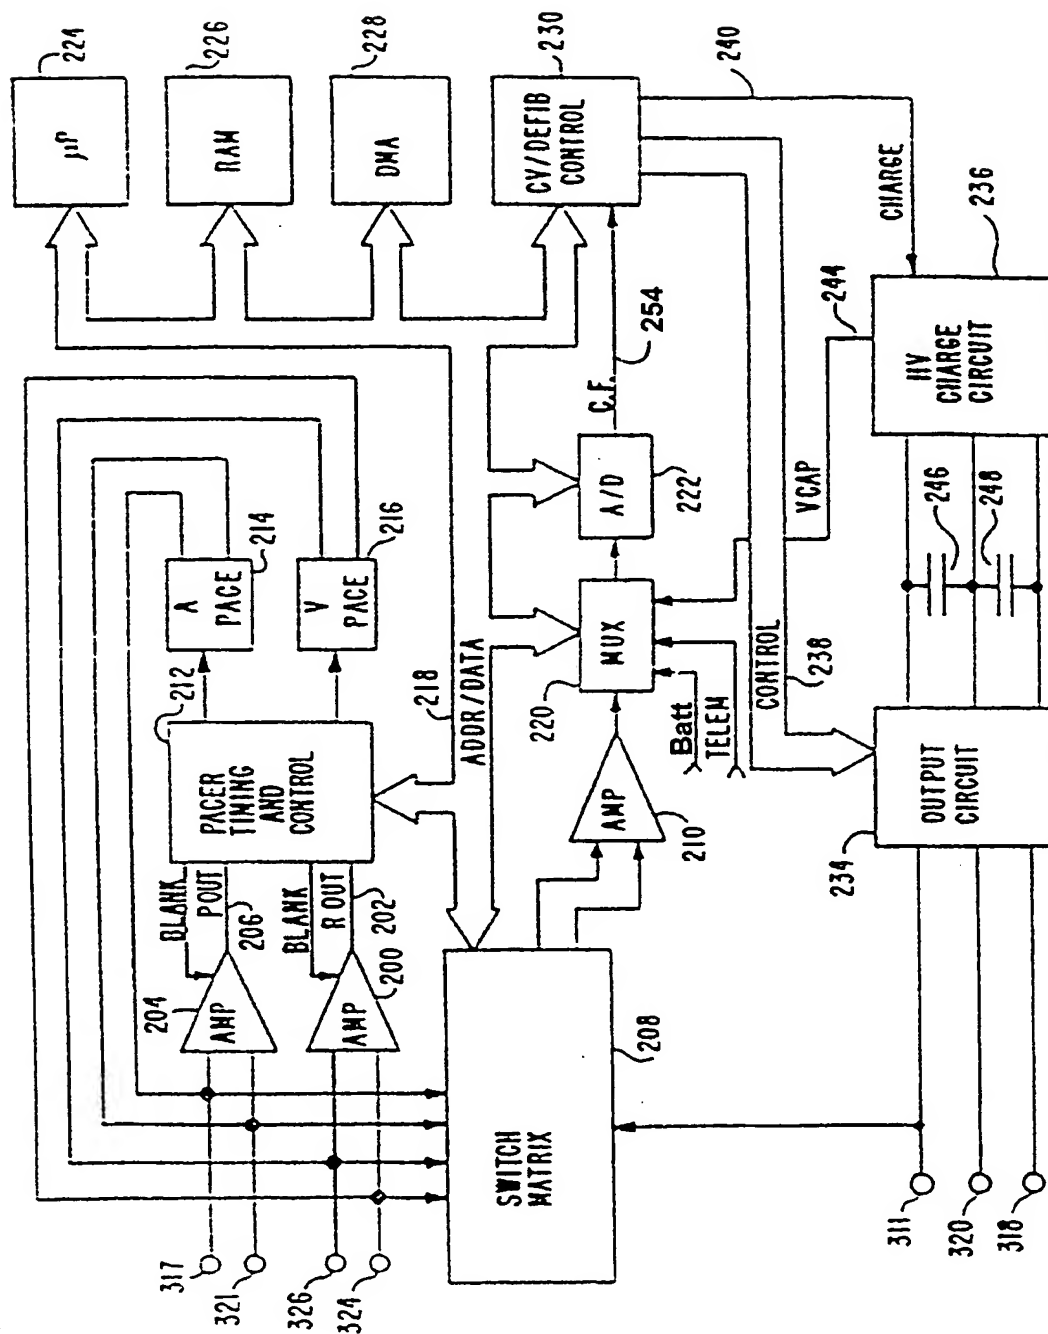 224
μP
226
RAM
228
DMA
230
CV/DEFIB
CONTROL
240
CHARGE
236
HV
CHARGE
CIRCUIT
244
VCAP
246
248
C.F.
254
A/D
222
MUX
220
ADDR/DATA
218
Batt
TELEM
CONTROL
238
A
PACE
214
V
PACE
216
212
PACER
TIMING
AND
CONTROL
BLANK
POUT
206
BLANK
R OUT
202
204
AMP
200
AMP
AMP
210
208
SWITCH
MATRIX
234
OUTPUT
CIRCUIT
317
321
326
324
311
320
318